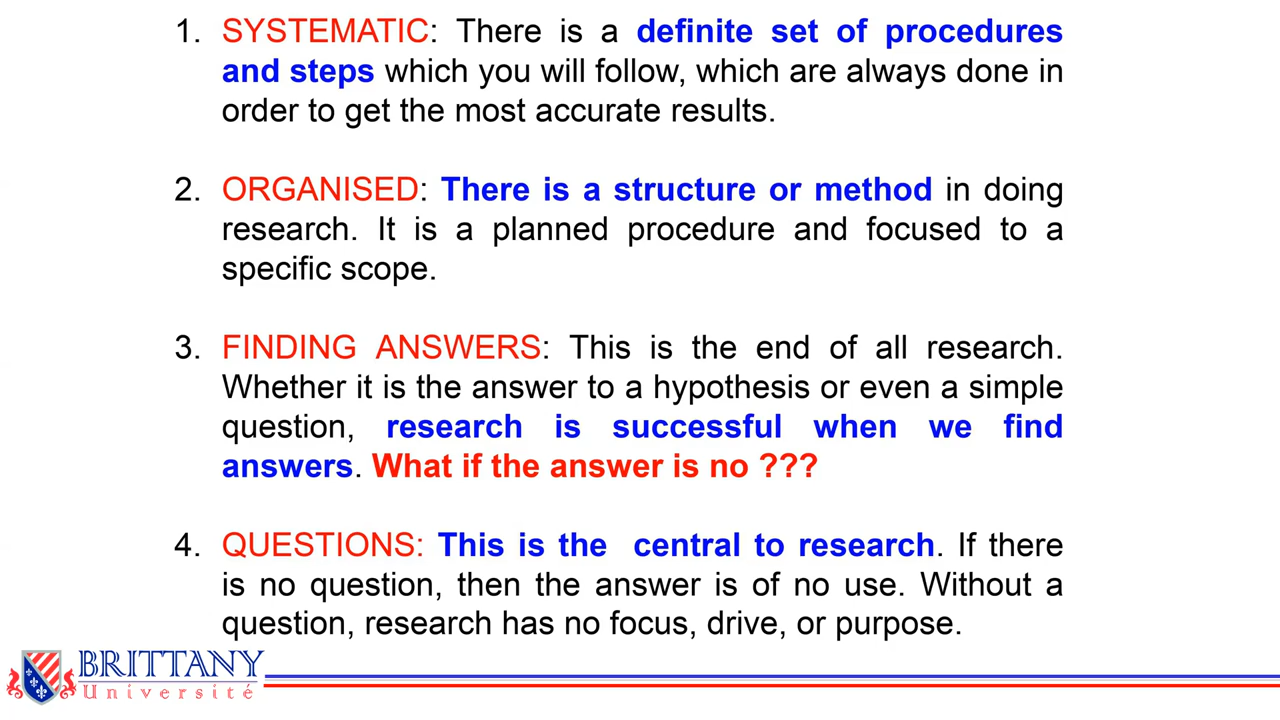 1. SYSTEMATIC: There is a definite set of procedures
and steps which you will follow, which are always done in
order to get the most accurate results.
2. ORGANISED: There is a structure or method in doing
research. It is a planned procedure and focused to a
specific scope.
3. FINDING ANSWERS: This is the end of all research.
Whether it is the answer to a hypothesis or even a simple
question, research is successful when we find
answers. What if the answer is no ???
4. QUESTIONS: This is the central to research. If there
is no question, then the answer is of no use. Without a
question, research has no focus, drive, or purpose.
BRITTANY
Université